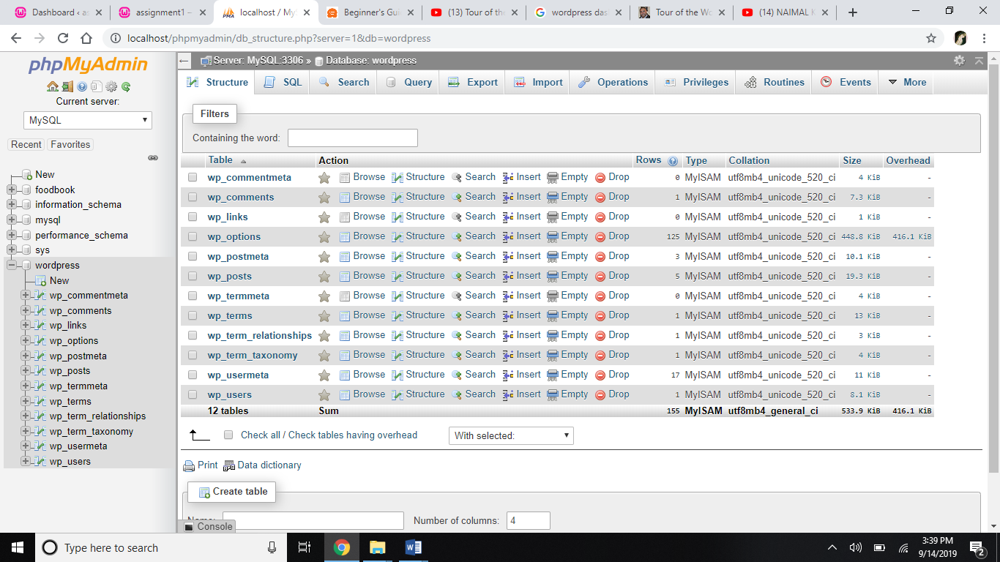 Dashboard ‹ as
assignment1 –
localhost / My
Beginner's Gui
(13) Tour of the
wordpress das
Tour of the Wo
(14) NAIMAL K
localhost/phpmyadmin/db_structure.php?server=1&db=wordpress
phpMyAdmin
Current server:
MySQL
Recent Favorites
New
foodbook
information_schema
mysql
performance_schema
sys
wordpress
New
wp_commentmeta
wp_comments
wp_links
wp_options
wp_postmeta
wp_posts
wp_termmeta
wp_terms
wp_term_relationships
wp_term_taxonomy
wp_usermeta
wp_users
Server: MySQL:3306 » Database: wordpress
Structure SQL Search Query Export Import Operations Privileges Routines Events More
Filters
Containing the word:
Table Action Rows Type Collation Size Overhead
wp_commentmeta Browse Structure Search Insert Empty Drop 0 MyISAM utf8mb4_unicode_520_ci 4 KiB -
wp_comments Browse Structure Search Insert Empty Drop 1 MyISAM utf8mb4_unicode_520_ci 7.3 KiB -
wp_links Browse Structure Search Insert Empty Drop 0 MyISAM utf8mb4_unicode_520_ci 1 KiB -
wp_options Browse Structure Search Insert Empty Drop 125 MyISAM utf8mb4_unicode_520_ci 448.8 KiB 416.1 KiB
wp_postmeta Browse Structure Search Insert Empty Drop 3 MyISAM utf8mb4_unicode_520_ci 10.1 KiB -
wp_posts Browse Structure Search Insert Empty Drop 5 MyISAM utf8mb4_unicode_520_ci 19.3 KiB -
wp_termmeta Browse Structure Search Insert Empty Drop 0 MyISAM utf8mb4_unicode_520_ci 4 KiB -
wp_terms Browse Structure Search Insert Empty Drop 1 MyISAM utf8mb4_unicode_520_ci 13 KiB -
wp_term_relationships Browse Structure Search Insert Empty Drop 1 MyISAM utf8mb4_unicode_520_ci 3 KiB -
wp_term_taxonomy Browse Structure Search Insert Empty Drop 1 MyISAM utf8mb4_unicode_520_ci 4 KiB -
wp_usermeta Browse Structure Search Insert Empty Drop 17 MyISAM utf8mb4_unicode_520_ci 11 KiB -
wp_users Browse Structure Search Insert Empty Drop 1 MyISAM utf8mb4_unicode_520_ci 8.1 KiB -
12 tables Sum 155 MyISAM utf8mb4_general_ci 533.9 KiB 416.1 KiB
Check all / Check tables having overhead With selected:
Print Data dictionary
Create table
Number of columns: 4
Console
Type here to search
3:39 PM
9/14/2019
2